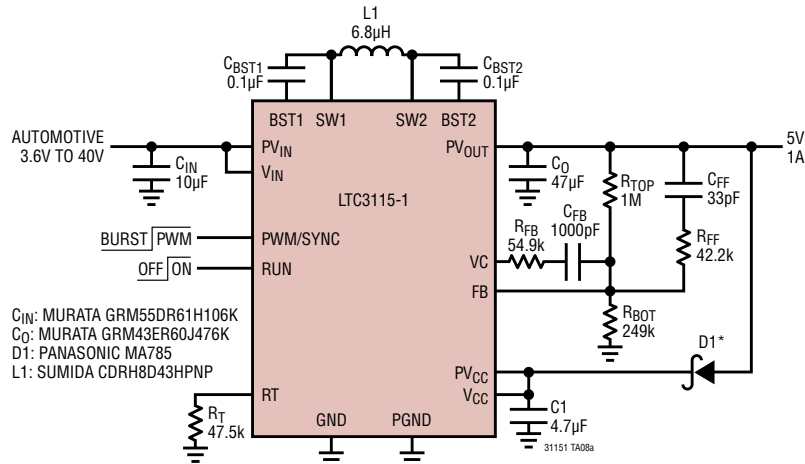 L1
6.8µH
CBST1
0.1µF
CBST2
0.1µF
BST1 SW1 SW2 BST2
AUTOMOTIVE
3.6V TO 40V
CIN
10µF
PVIN
VIN
PVOUT
5V
1A
CO
47µF
RTOP
1M
CFF
33pF
LTC3115-1
BURST PWM
PWM/SYNC
OFF ON
RUN
VC
FB
RFB
54.9k
CFB
1000pF
RFF
42.2k
RBOT
249k
CIN: MURATA GRM55DR61H106K
CO: MURATA GRM43ER60J476K
D1: PANASONIC MA785
L1: SUMIDA CDRH8D43HPNP
D1*
PVCC
VCC
RT
RT
47.5k
GND PGND
C1
4.7µF
31151 TA08a